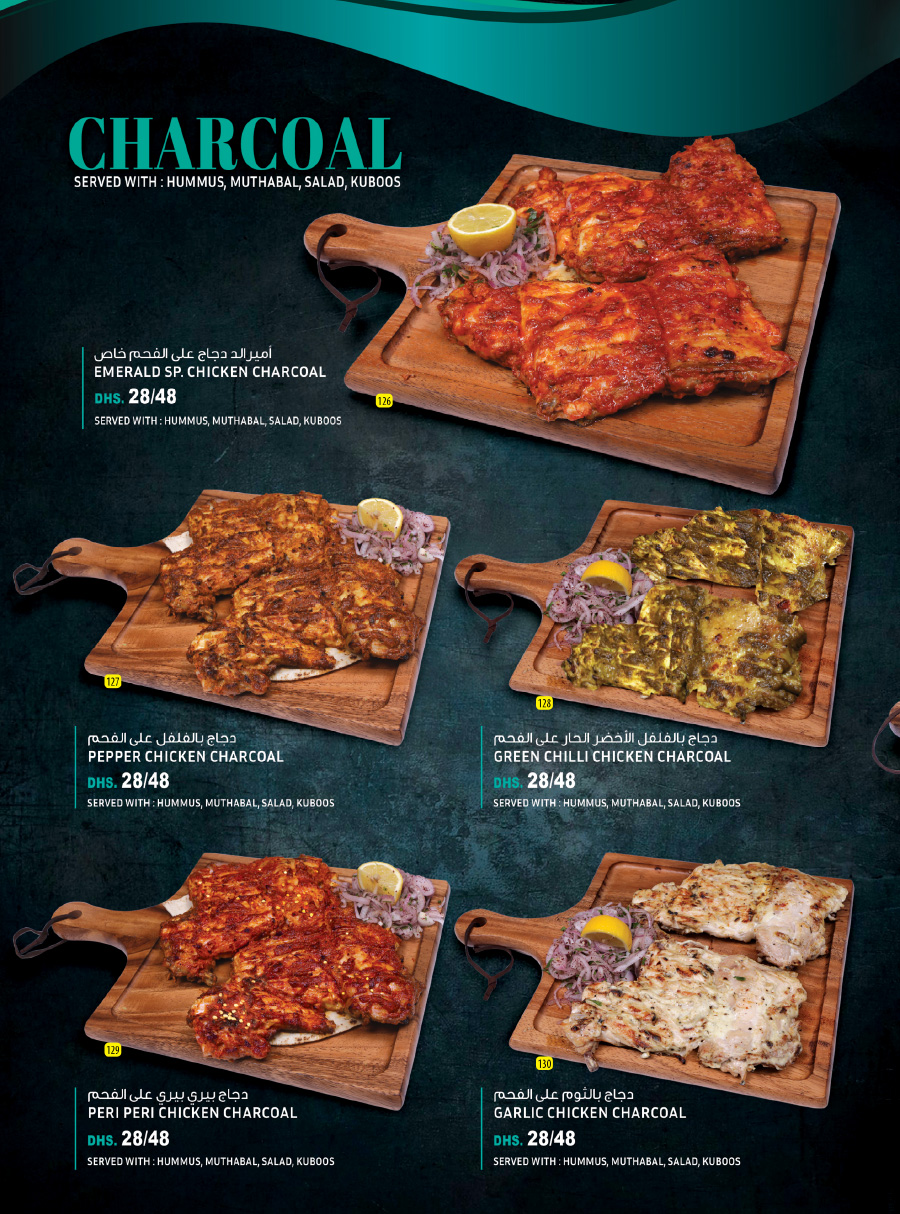 CHARCOAL
SERVED WITH : HUMMUS, MUTHABAL, SALAD, KUBOOS
أميرالد دجاج على الفحم خاص
EMERALD SP. CHICKEN CHARCOAL
DHS. 28/48
SERVED WITH : HUMMUS, MUTHABAL, SALAD, KUBOOS
126
127
دجاج بالفلفل على الفحم
PEPPER CHICKEN CHARCOAL
DHS. 28/48
SERVED WITH : HUMMUS, MUTHABAL, SALAD, KUBOOS
128
دجاج بالفلفل الأخضر الحار على الفحم
GREEN CHILLI CHICKEN CHARCOAL
DHS. 28/48
SERVED WITH : HUMMUS, MUTHABAL, SALAD, KUBOOS
129
دجاج بيري بيري على الفحم
PERI PERI CHICKEN CHARCOAL
DHS. 28/48
SERVED WITH : HUMMUS, MUTHABAL, SALAD, KUBOOS
130
دجاج بالثوم على الفحم
GARLIC CHICKEN CHARCOAL
DHS. 28/48
SERVED WITH : HUMMUS, MUTHABAL, SALAD, KUBOOS